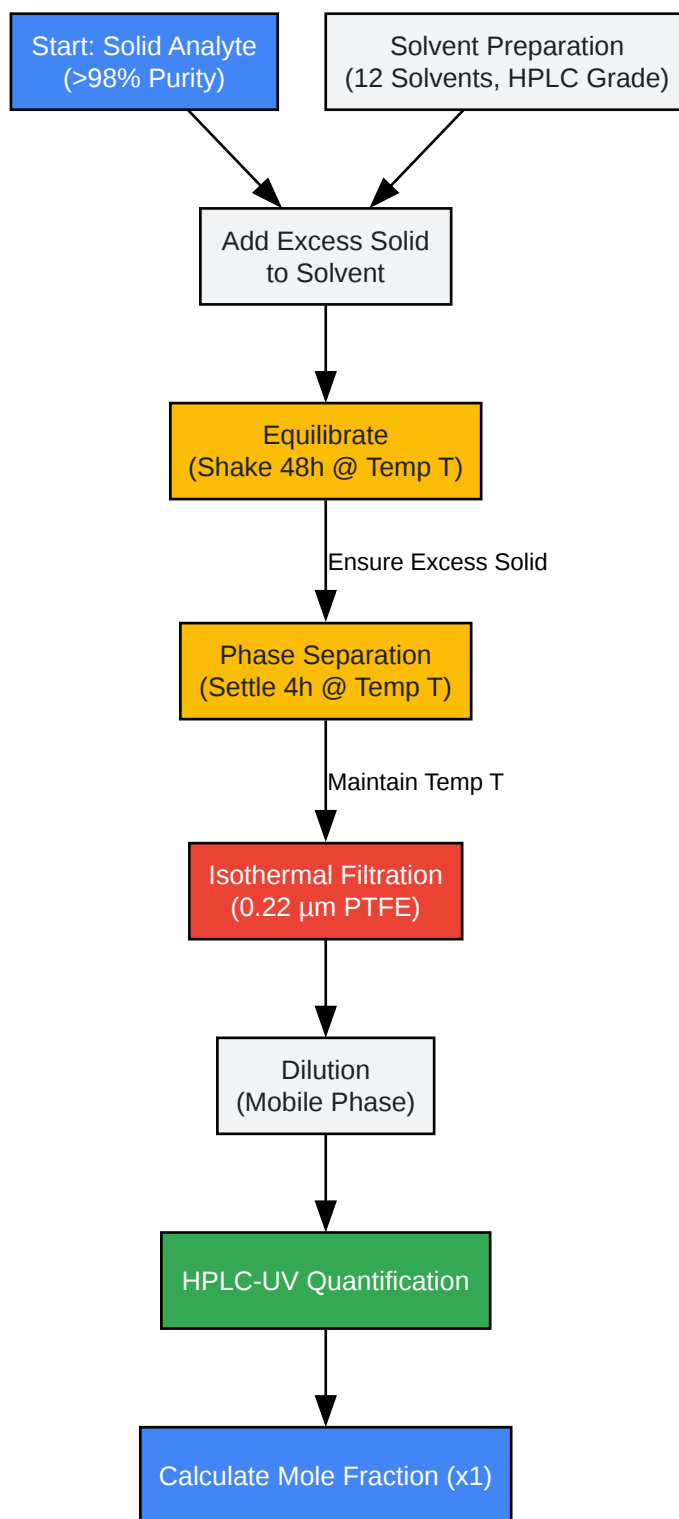 Start: Solid Analyte
(>98% Purity)
Solvent Preparation
(12 Solvents, HPLC Grade)
Add Excess Solid
to Solvent
Equilibrate
(Shake 48h @ Temp T)
Ensure Excess Solid
Phase Separation
(Settle 4h @ Temp T)
Maintain Temp T
Isothermal Filtration
(0.22 µm PTFE)
Dilution
(Mobile Phase)
HPLC-UV Quantification
Calculate Mole Fraction (x1)